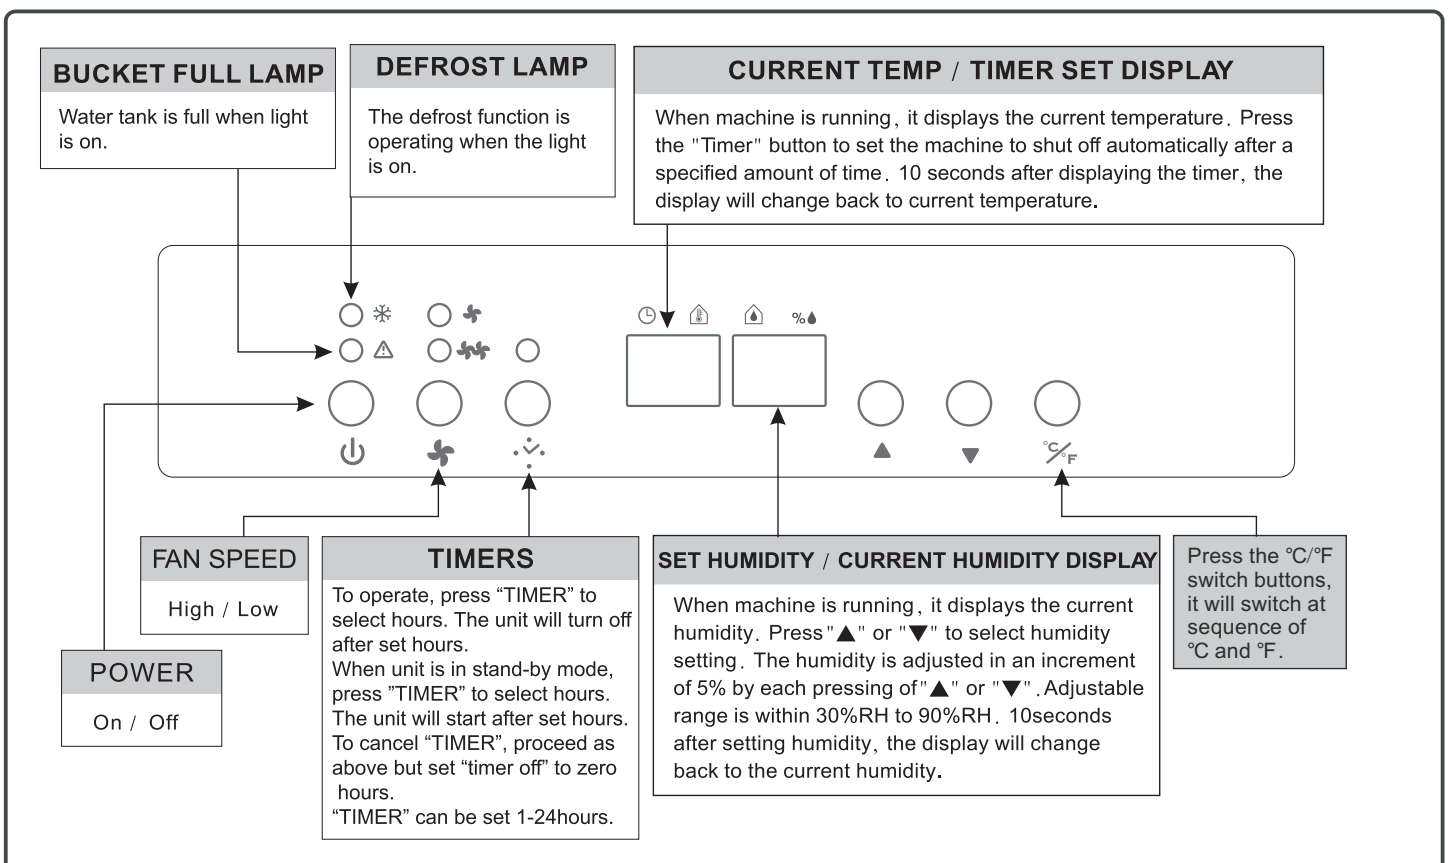 BUCKET FULL LAMP
Water tank is full when light
is on.
DEFROST LAMP
The defrost function is
operating when the light
is on.
CURRENT TEMP / TIMER SET DISPLAY
When machine is running, it displays the current temperature. Press
the "Timer" button to set the machine to shut off automatically after a
specified amount of time. 10 seconds after displaying the timer, the
display will change back to current temperature.
%
°C/°F
FAN SPEED
High / Low
POWER
On / Off
TIMERS
To operate, press “TIMER” to
select hours. The unit will turn off
after set hours.
When unit is in stand-by mode,
press ”TIMER” to select hours.
The unit will start after set hours.
To cancel “TIMER”, proceed as
above but set “timer off” to zero
hours.
“TIMER” can be set 1-24hours.
SET HUMIDITY / CURRENT HUMIDITY DISPLAY
When machine is running, it displays the current
humidity. Press "▲" or "▼" to select humidity
setting. The humidity is adjusted in an increment
of 5% by each pressing of "▲" or "▼". Adjustable
range is within 30%RH to 90%RH. 10seconds
after setting humidity, the display will change
back to the current humidity.
Press the °C/°F
switch buttons,
it will switch at
sequence of
°C and °F.